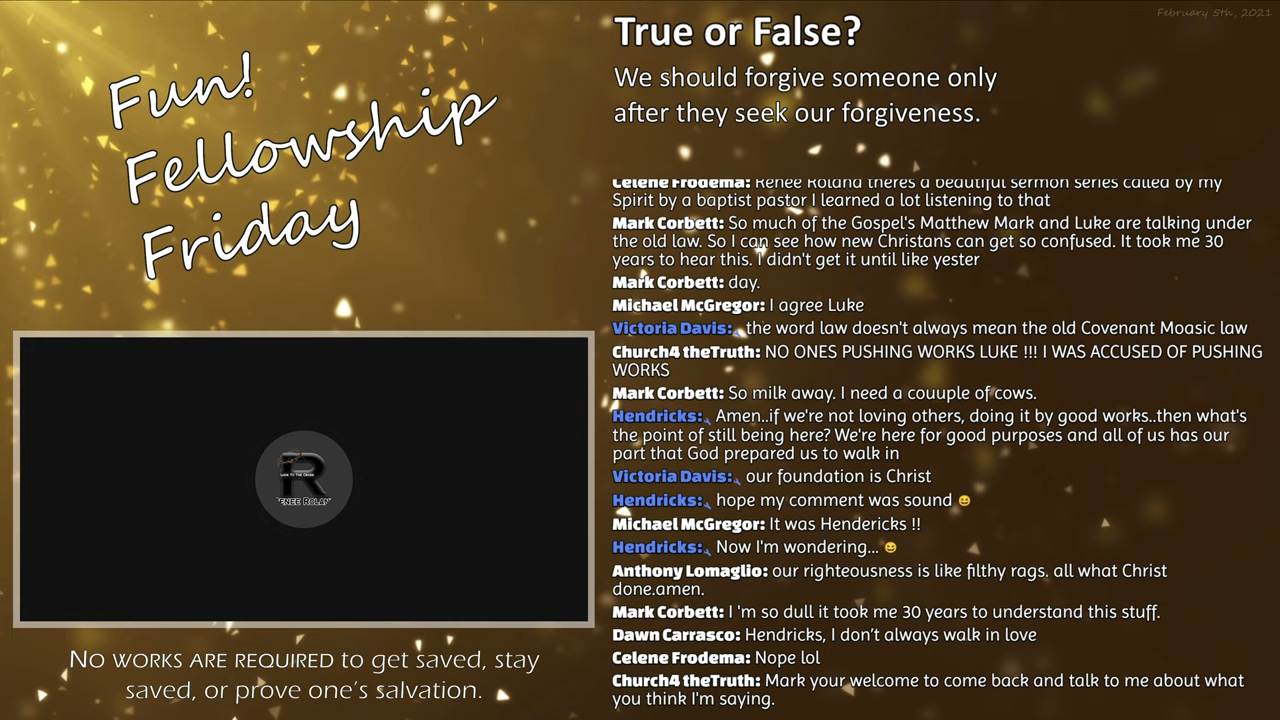 February 5th, 2021
Fun!
Fellowship
Friday
True or False?
We should forgive someone only
after they seek our forgiveness.
Celene Frodema: Renee Roland theres a beautiful sermon series called by my
Spirit by a baptist pastor I learned a lot listening to that
Mark Corbett: So much of the Gospel's Matthew Mark and Luke are talking under
the old law. So I can see how new Christans can get so confused. It took me 30
years to hear this. I didn't get it until like yester
Mark Corbett: day.
Michael McGregor: I agree Luke
Victoria Davis: the word law doesn't always mean the old Covenant Moasic law
Church4 theTruth: NO ONES PUSHING WORKS LUKE !!! I WAS ACCUSED OF PUSHING
WORKS
Mark Corbett: So milk away. I need a couuple of cows.
Hendricks: Amen..if we're not loving others, doing it by good works..then what's
the point of still being here? We're here for good purposes and all of us has our
part that God prepared us to walk in
Victoria Davis: our foundation is Christ
Hendricks: hope my comment was sound 😆
Michael McGregor: It was Hendericks !!
Hendricks: Now I'm wondering... 😆
Anthony Lomaglio: our righteousness is like filthy rags. all what Christ
done.amen.
Mark Corbett: I 'm so dull it took me 30 years to understand this stuff.
Dawn Carrasco: Hendricks, I don't always walk in love
Celene Frodema: Nope lol
Church4 theTruth: Mark your welcome to come back and talk to me about what
you think I'm saying.
R
LOOK TO THE CROSS
RENEE ROLAN
NO WORKS ARE REQUIRED to get saved, stay
saved, or prove one's salvation.